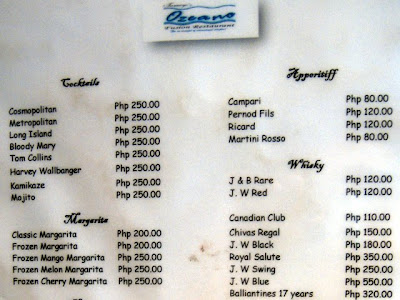 Ozeano
Fusion Restaurant
Cocktails
Cosmopolitan Php 250.00
Metropolitan Php 250.00
Long Island Php 250.00
Bloody Mary Php 250.00
Tom Collins Php 250.00
Harvey Wallbanger Php 250.00
Kamikaze Php 250.00
Mojito Php 250.00
Margarita
Classic Margarita Php 200.00
Frozen Margarita Php 200.00
Frozen Mango Margarita Php 250.00
Frozen Melon Margarita Php 250.00
Frozen Cherry Margarita Php 250.00
Apporitiff
Campari Php 80.00
Pernod Fils Php 120.00
Ricard Php 120.00
Martini Rosso Php 80.00
Whisky
J & B Rare Php 120.00
J. W Red Php 120.00
Canadian Club Php 110.00
Chivas Regal Php 150.00
J. W Black Php 180.00
Royal Salute Php 350.00
J. W Swing Php 250.00
J. W Blue Php 550.00
Ballantines 17 years Php 320.00